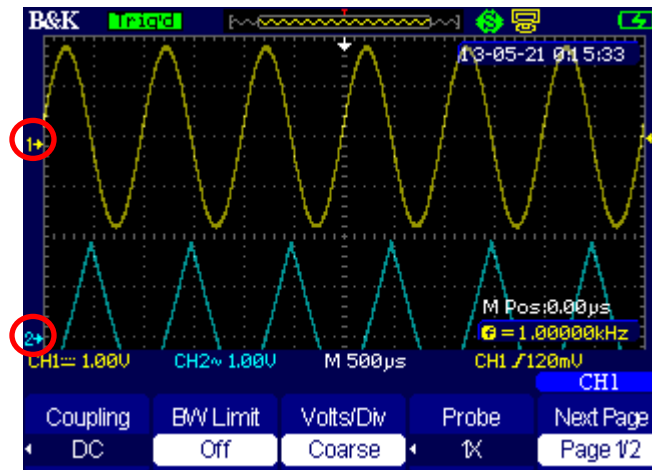 B&K Trig'd
13-05-21 01:15:33
1
2
M Pos:0.00µs
f = 1.00000kHz
CH1 1.00V CH2~ 1.00V M 500µs CH1 120mV
CH1
Coupling BW Limit Volts/Div Probe Next Page
DC Off Coarse 1X Page 1/2